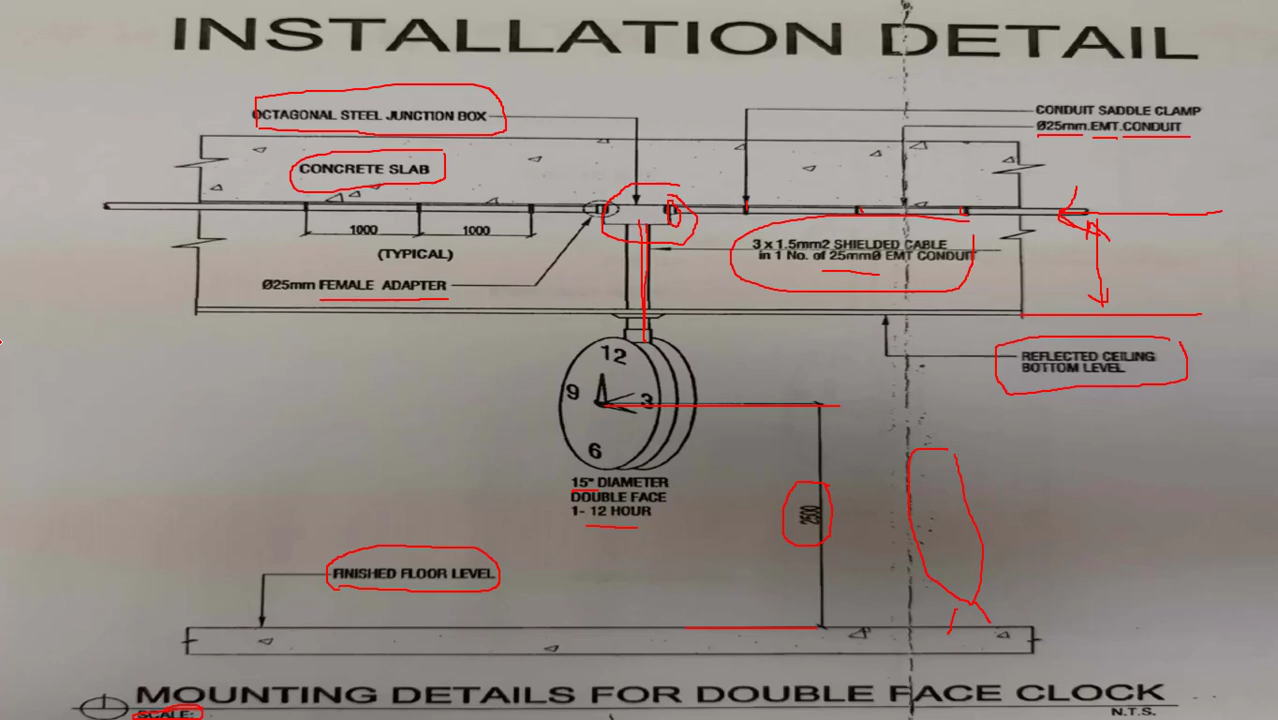 INSTALLATION DETAIL
OCTAGONAL STEEL JUNCTION BOX
CONDUIT SADDLE CLAMP
Ø25mm.EMT.CONDUIT
CONCRETE SLAB
1000
1000
(TYPICAL)
3 x 1.5mm2 SHIELDED CABLE
in 1 No. of 25mmØ EMT CONDUIT
Ø25mm FEMALE ADAPTER
REFLECTED CEILING
BOTTOM LEVEL
12
9
3
6
15" DIAMETER
DOUBLE FACE
1- 12 HOUR
2500
FINISHED FLOOR LEVEL
MOUNTING DETAILS FOR DOUBLE FACE CLOCK
SCALE:
N.T.S.